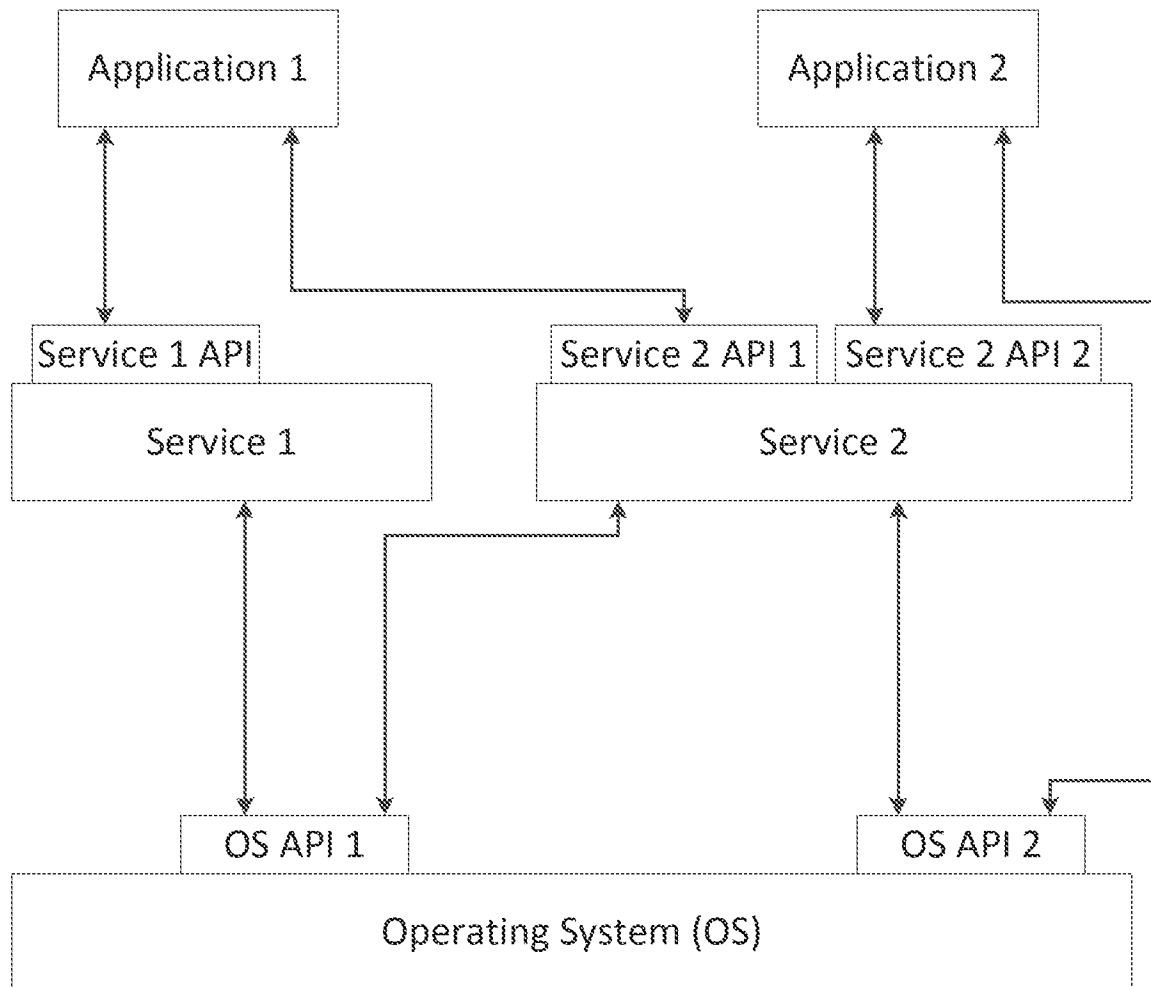 Application 1
Application 2
Service 1 API
Service 2 API 1
Service 2 API 2
Service 1
Service 2
OS API 1
OS API 2
Operating System (OS)